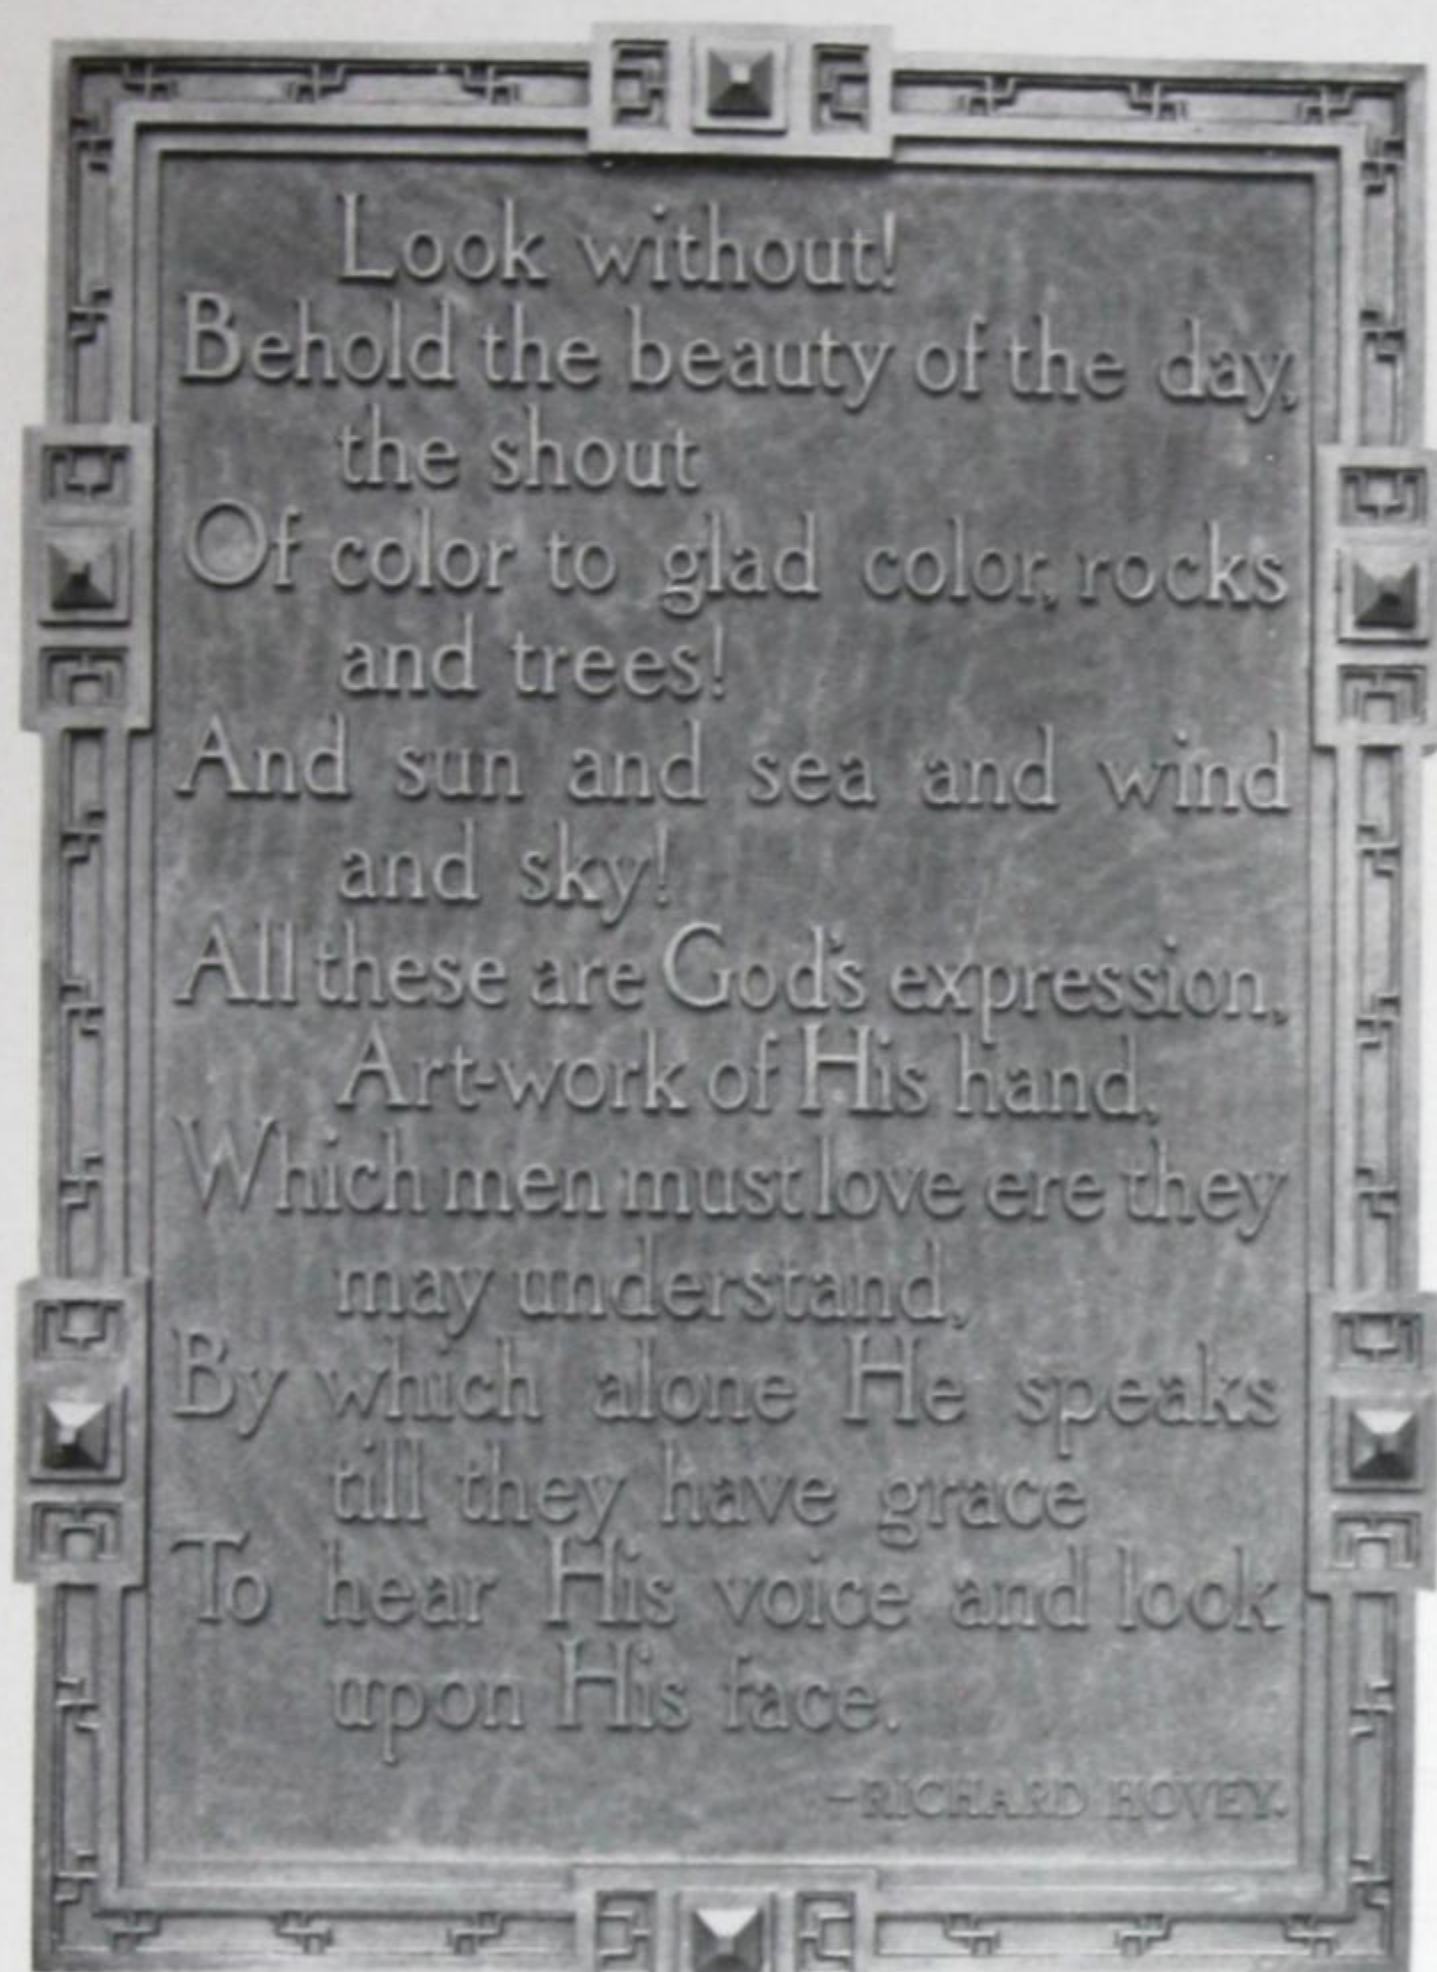 Look without!
Behold the beauty of the day,
the shout
Of color to glad color, rocks
and trees!
And sun and sea and wind
and sky!
All these are God's expression,
Art-work of His hand,
Which men must love ere they
may understand,
By which alone He speaks
till they have grace
To hear His voice and look
upon His face.
-RICHARD HOVEY.